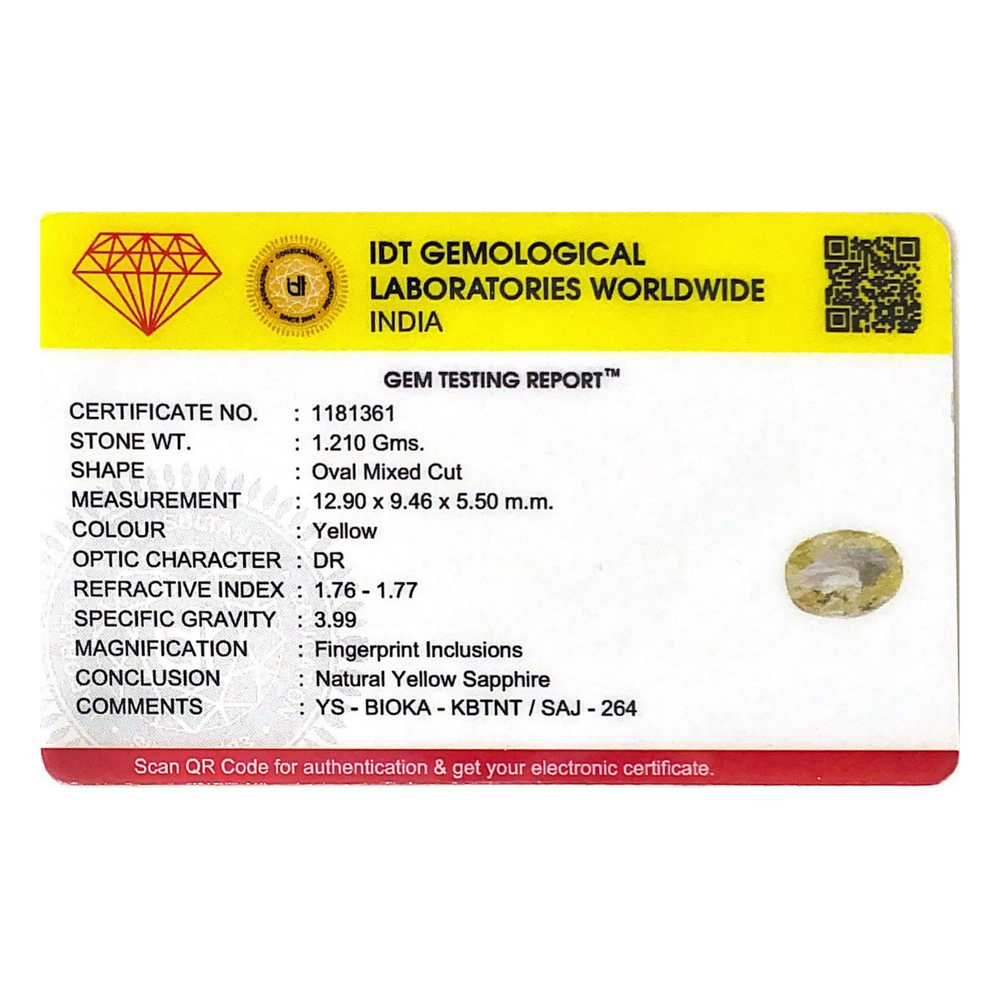 IDT GEMOLOGICAL
LABORATORIES WORLDWIDE
INDIA
CONSULTANCY
SINCE 2001
GEM TESTING REPORT™
CERTIFICATE NO. : 1181361
STONE WT. : 1.210 Gms.
SHAPE : Oval Mixed Cut
MEASUREMENT : 12.90 x 9.46 x 5.50 m.m.
COLOUR : Yellow
OPTIC CHARACTER : DR
REFRACTIVE INDEX : 1.76 - 1.77
SPECIFIC GRAVITY : 3.99
MAGNIFICATION : Fingerprint Inclusions
CONCLUSION : Natural Yellow Sapphire
COMMENTS : YS - BIOKA - KBTNT / SAJ - 264
Scan QR Code for authentication & get your electronic certificate.